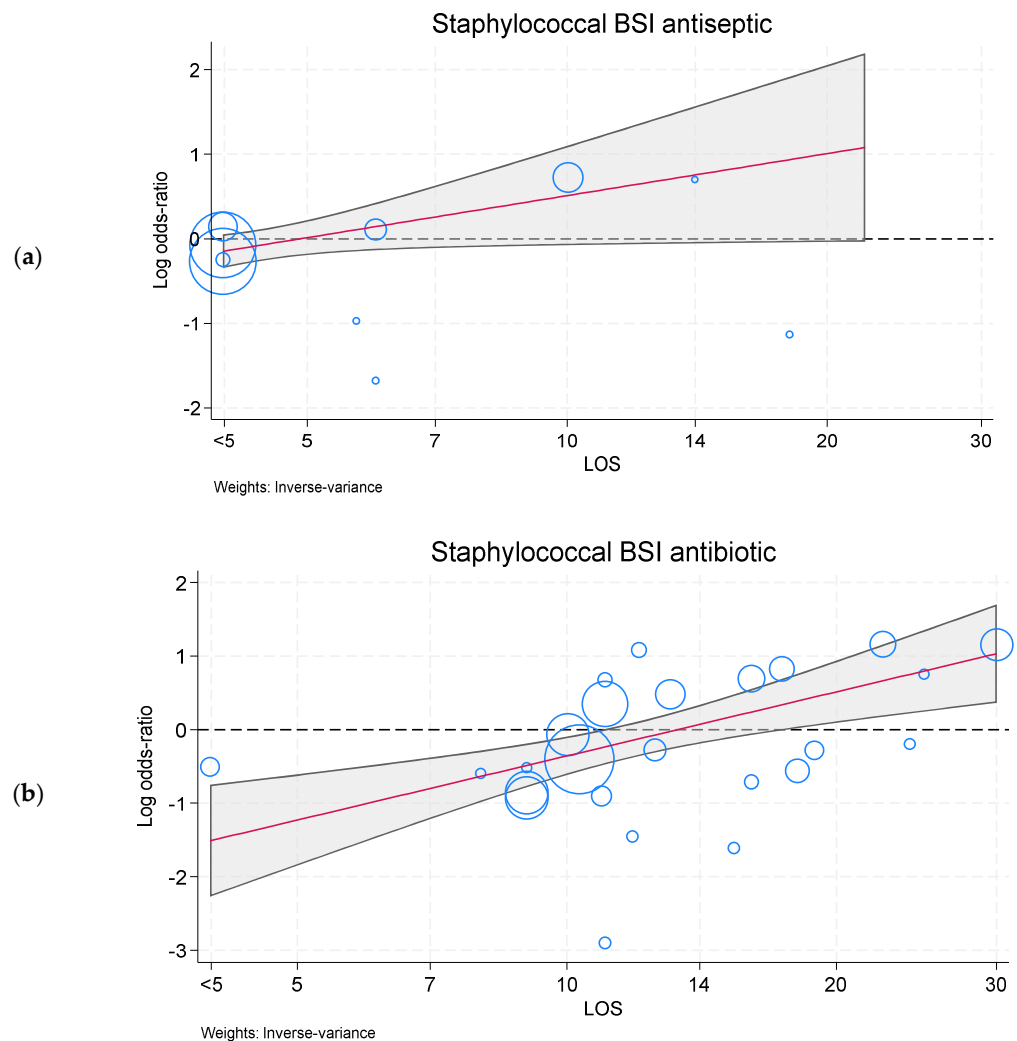 Staphylococcal BSI antiseptic
2
1
0
-1
-2
Log odds-ratio
(a)
<5 5 7 10 14 20 30
LOS
Weights: Inverse-variance
Staphylococcal BSI antibiotic
2
1
0
-1
-2
-3
Log odds-ratio
(b)
<5 5 7 10 14 20 30
LOS
Weights: Inverse-variance